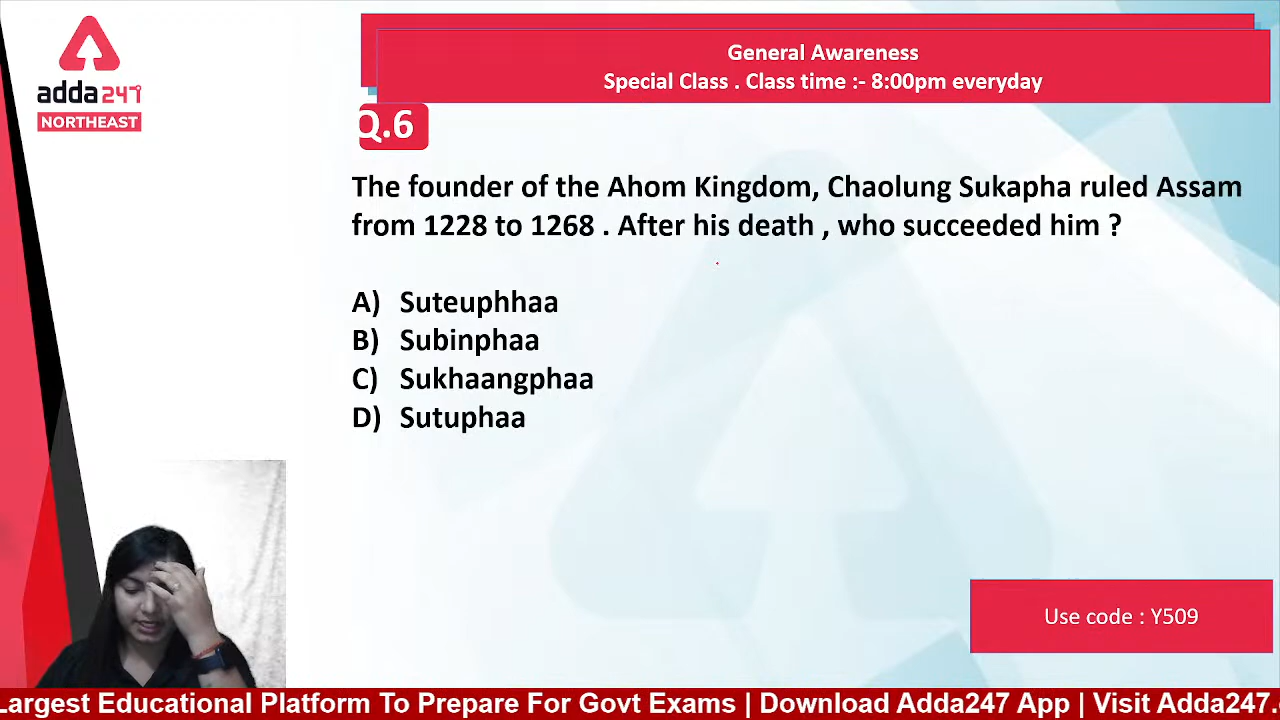 General Awareness
Special Class . Class time :- 8:00pm everyday
adda247
NORTHEAST
Q.6
The founder of the Ahom Kingdom, Chaolung Sukapha ruled Assam
from 1228 to 1268 . After his death , who succeeded him ?
A) Suteuphhaa
B) Subinphaa
C) Sukhaangphaa
D) Sutuphaa
Use code : Y509
Largest Educational Platform To Prepare For Govt Exams | Download Adda247 App | Visit Adda247.